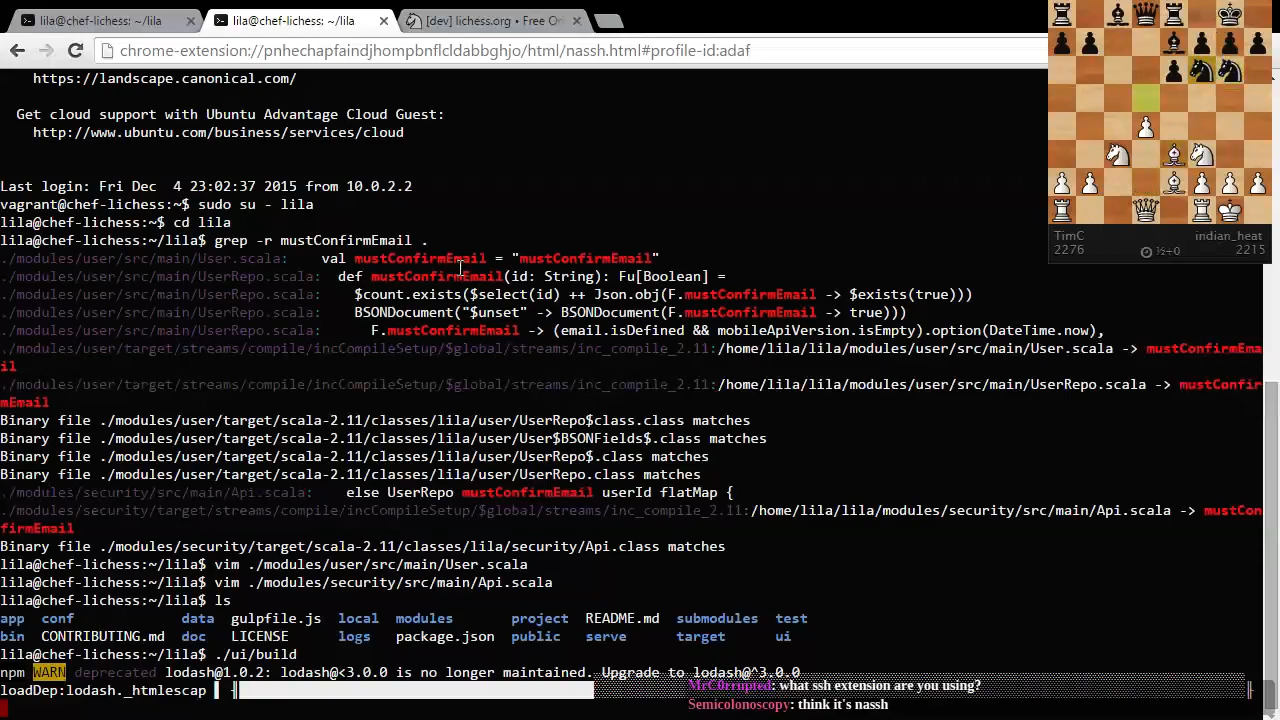 lila@chef-lichess: ~/lila
lila@chef-lichess: ~/lila
[dev] lichess.org • Free On
chrome-extension://pnhechapfaindjhompbnflcldabbghjo/html/nassh.html#profile-id:adaf
https://landscape.canonical.com/
Get cloud support with Ubuntu Advantage Cloud Guest:
http://www.ubuntu.com/business/services/cloud
Last login: Fri Dec  4 23:02:37 2015 from 10.0.2.2
vagrant@chef-lichess:~$ sudo su - lila
lila@chef-lichess:~$ cd lila
lila@chef-lichess:~/lila$ grep -r mustConfirmEmail .
./modules/user/src/main/User.scala:    val mustConfirmEmail = "mustConfirmEmail"
./modules/user/src/main/UserRepo.scala:  def mustConfirmEmail(id: String): Fu[Boolean] =
./modules/user/src/main/UserRepo.scala:    $count.exists($select(id) ++ Json.obj(F.mustConfirmEmail -> $exists(true)))
./modules/user/src/main/UserRepo.scala:    BSONDocument("$unset" -> BSONDocument(F.mustConfirmEmail -> true)))
./modules/user/src/main/UserRepo.scala:      F.mustConfirmEmail -> (email.isDefined && mobileApiVersion.isEmpty).option(DateTime.now),
./modules/user/target/streams/compile/incCompileSetup/$global/streams/inc_compile_2.11:/home/lila/lila/modules/user/src/main/User.scala -> mustConfirmEma
il
./modules/user/target/streams/compile/incCompileSetup/$global/streams/inc_compile_2.11:/home/lila/lila/modules/user/src/main/UserRepo.scala -> mustConfir
mEmail
Binary file ./modules/user/target/scala-2.11/classes/lila/user/UserRepo$class.class matches
Binary file ./modules/user/target/scala-2.11/classes/lila/user/User$BSONFields$.class matches
Binary file ./modules/user/target/scala-2.11/classes/lila/user/UserRepo$.class matches
Binary file ./modules/user/target/scala-2.11/classes/lila/user/UserRepo.class matches
./modules/security/src/main/Api.scala:    else UserRepo mustConfirmEmail userId flatMap {
./modules/security/target/streams/compile/incCompileSetup/$global/streams/inc_compile_2.11:/home/lila/lila/modules/security/src/main/Api.scala -> mustCon
firmEmail
Binary file ./modules/security/target/scala-2.11/classes/lila/security/Api.class matches
lila@chef-lichess:~/lila$ vim ./modules/user/src/main/User.scala
lila@chef-lichess:~/lila$ vim ./modules/security/src/main/Api.scala
lila@chef-lichess:~/lila$ ls
app  conf             data  gulpfile.js  local  modules       project  README.md  submodules  test
bin  CONTRIBUTING.md  doc   LICENSE      logs   package.json  public   serve      target      ui
lila@chef-lichess:~/lila$ ./ui/build
npm WARN deprecated lodash@1.0.2: lodash@<3.0.0 is no longer maintained. Upgrade to lodash@^3.0.0
loadDep:lodash._htmlescap
TimC indian_heat
2276 ½+0 2215
MrC0rrupted: what ssh extension are you using?
Semicolonoscopy: think it's nassh